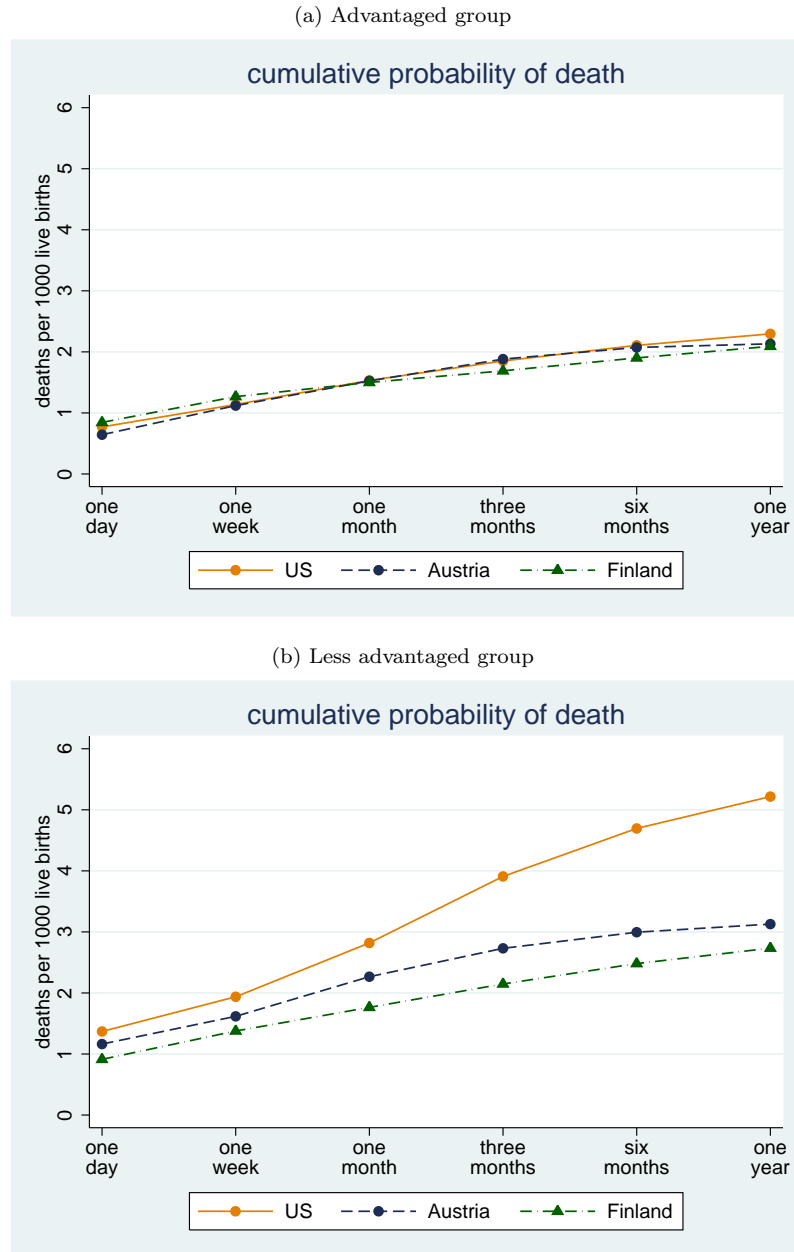 (a) Advantaged group
cumulative probability of death
deaths per 1000 live births
6
5
4
3
2
1
0
one day
one week
one month
three months
six months
one year
US
Austria
Finland
(b) Less advantaged group
cumulative probability of death
deaths per 1000 live births
6
5
4
3
2
1
0
one day
one week
one month
three months
six months
one year
US
Austria
Finland